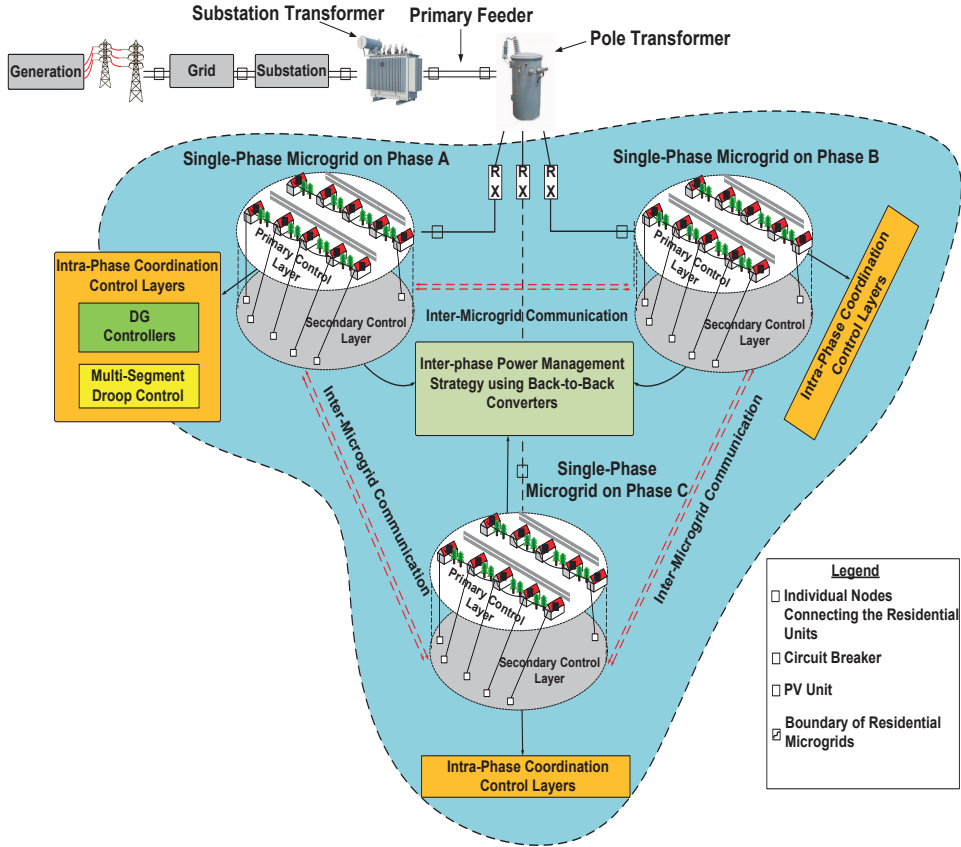 Substation Transformer
Primary Feeder
Pole Transformer
Generation
Grid
Substation
Single-Phase Microgrid on Phase A
Single-Phase Microgrid on Phase B
R
X
R
X
R
X
Primary Control
Layer
Secondary Control
Layer
Primary Control
Layer
Secondary Control
Layer
Intra-Phase Coordination
Control Layers
DG
Controllers
Multi-Segment
Droop Control
Inter-Microgrid Communication
Intra-Phase Coordination
Control Layers
Inter-phase Power Management
Strategy using Back-to-Back
Converters
Inter-Microgrid Communication
Inter-Microgrid Communication
Single-Phase
Microgrid on Phase C
Primary Control
Layer
Secondary Control
Layer
Intra-Phase Coordination
Control Layers
Legend
Individual Nodes
Connecting the Residential
Units
Circuit Breaker
PV Unit
Boundary of Residential
Microgrids